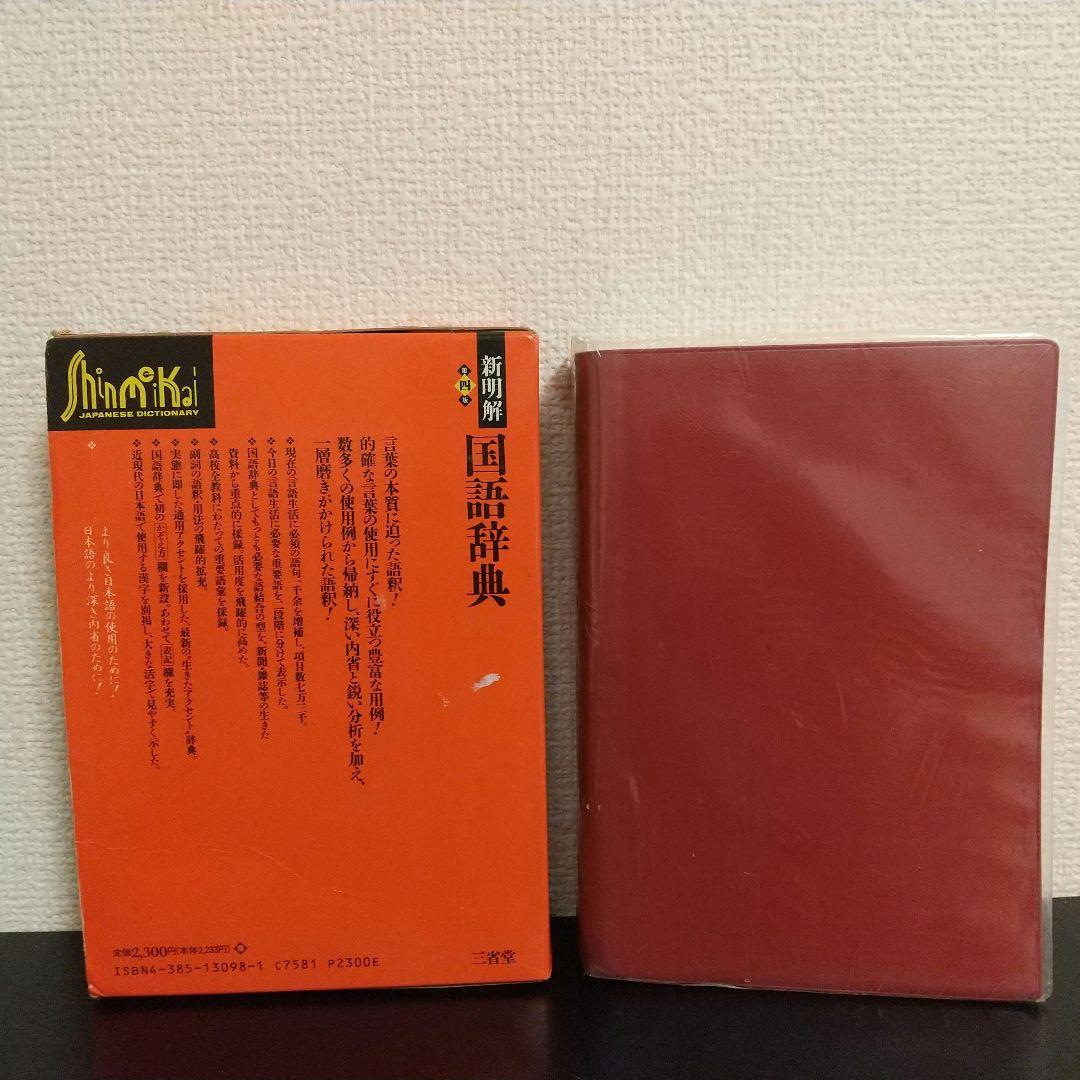 ShinMeiKai
JAPANESE DICTIONARY
新明解
第四版
国語辞典
言葉の本質に迫った語釈!
的確な言葉の使用にすぐに役立つ豊富な用例!
数多くの使用例から帰納し、深い内省と鋭い分析を加え、
一層磨きがかけられた語釈!
❖現在の言語生活に必須の語句一千余を増補し、項目数七万三千。
❖今日の言語生活に必要な重要語を、二段階に分けて表示した。
❖国語辞典としてもっとも必要な語結合の型を、新聞・雑誌等の生きた
資料から重点的に採録。活用度を飛躍的に高めた。
❖高校全教科にわたっての重要語彙を採録。
❖副詞の語釈・用法の飛躍的拡充。
❖実態に即した通用アクセントを採用した、最新の“生きたアクセント”辞典。
❖国語辞典で初の「かぞえ方」欄を新設。あわせて「表記」欄を充実。
❖近現代の日本語で使用する漢字を別掲し、大きな活字で見やすく示した。
❖
より良き日本語の使用のために!
日本語のより深き内省のために!
定価2,300円(本体2,233円)
ISBN4-385-13098-1 C7581 P2300E
三省堂